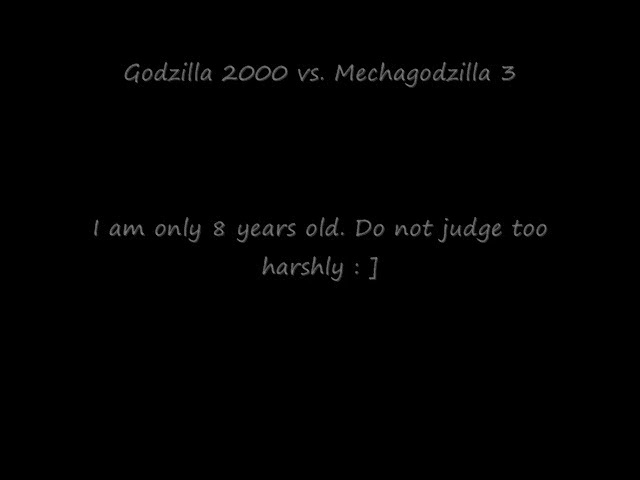 Godzilla 2000 vs. Mechagodzilla 3
I am only 8 years old. Do not judge too
harshly : ]